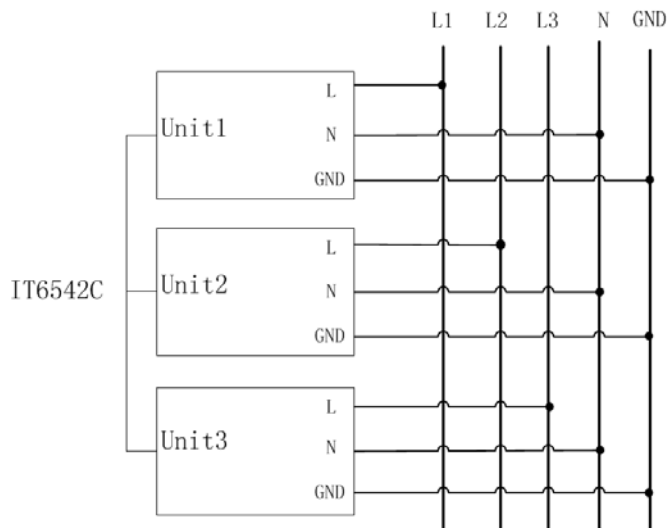 L1 L2 L3 N GND
L
Unit1
N
GND
L
Unit2
N
IT6542C
GND
L
Unit3
N
GND